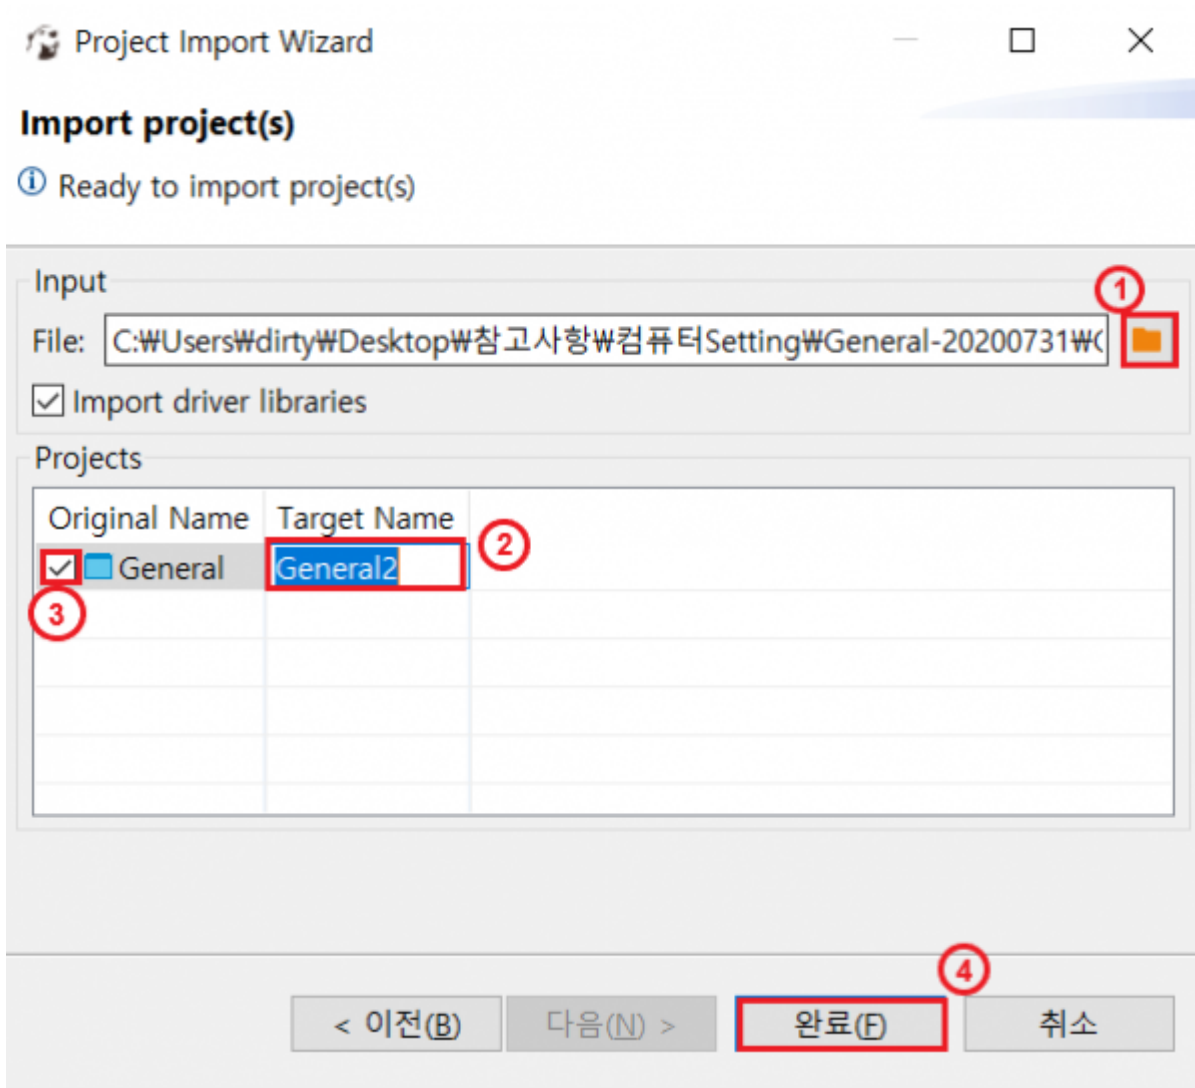 Project Import Wizard
Import project(s)
Ready to import project(s)
Input
1
File: C:₩Users₩dirty₩Desktop₩참고사항₩컴퓨터Setting₩General-20200731₩
Import driver libraries
Projects
Original Name Target Name
2
General General2
3
4
< 이전(B) 다음(N) > 완료(F) 취소